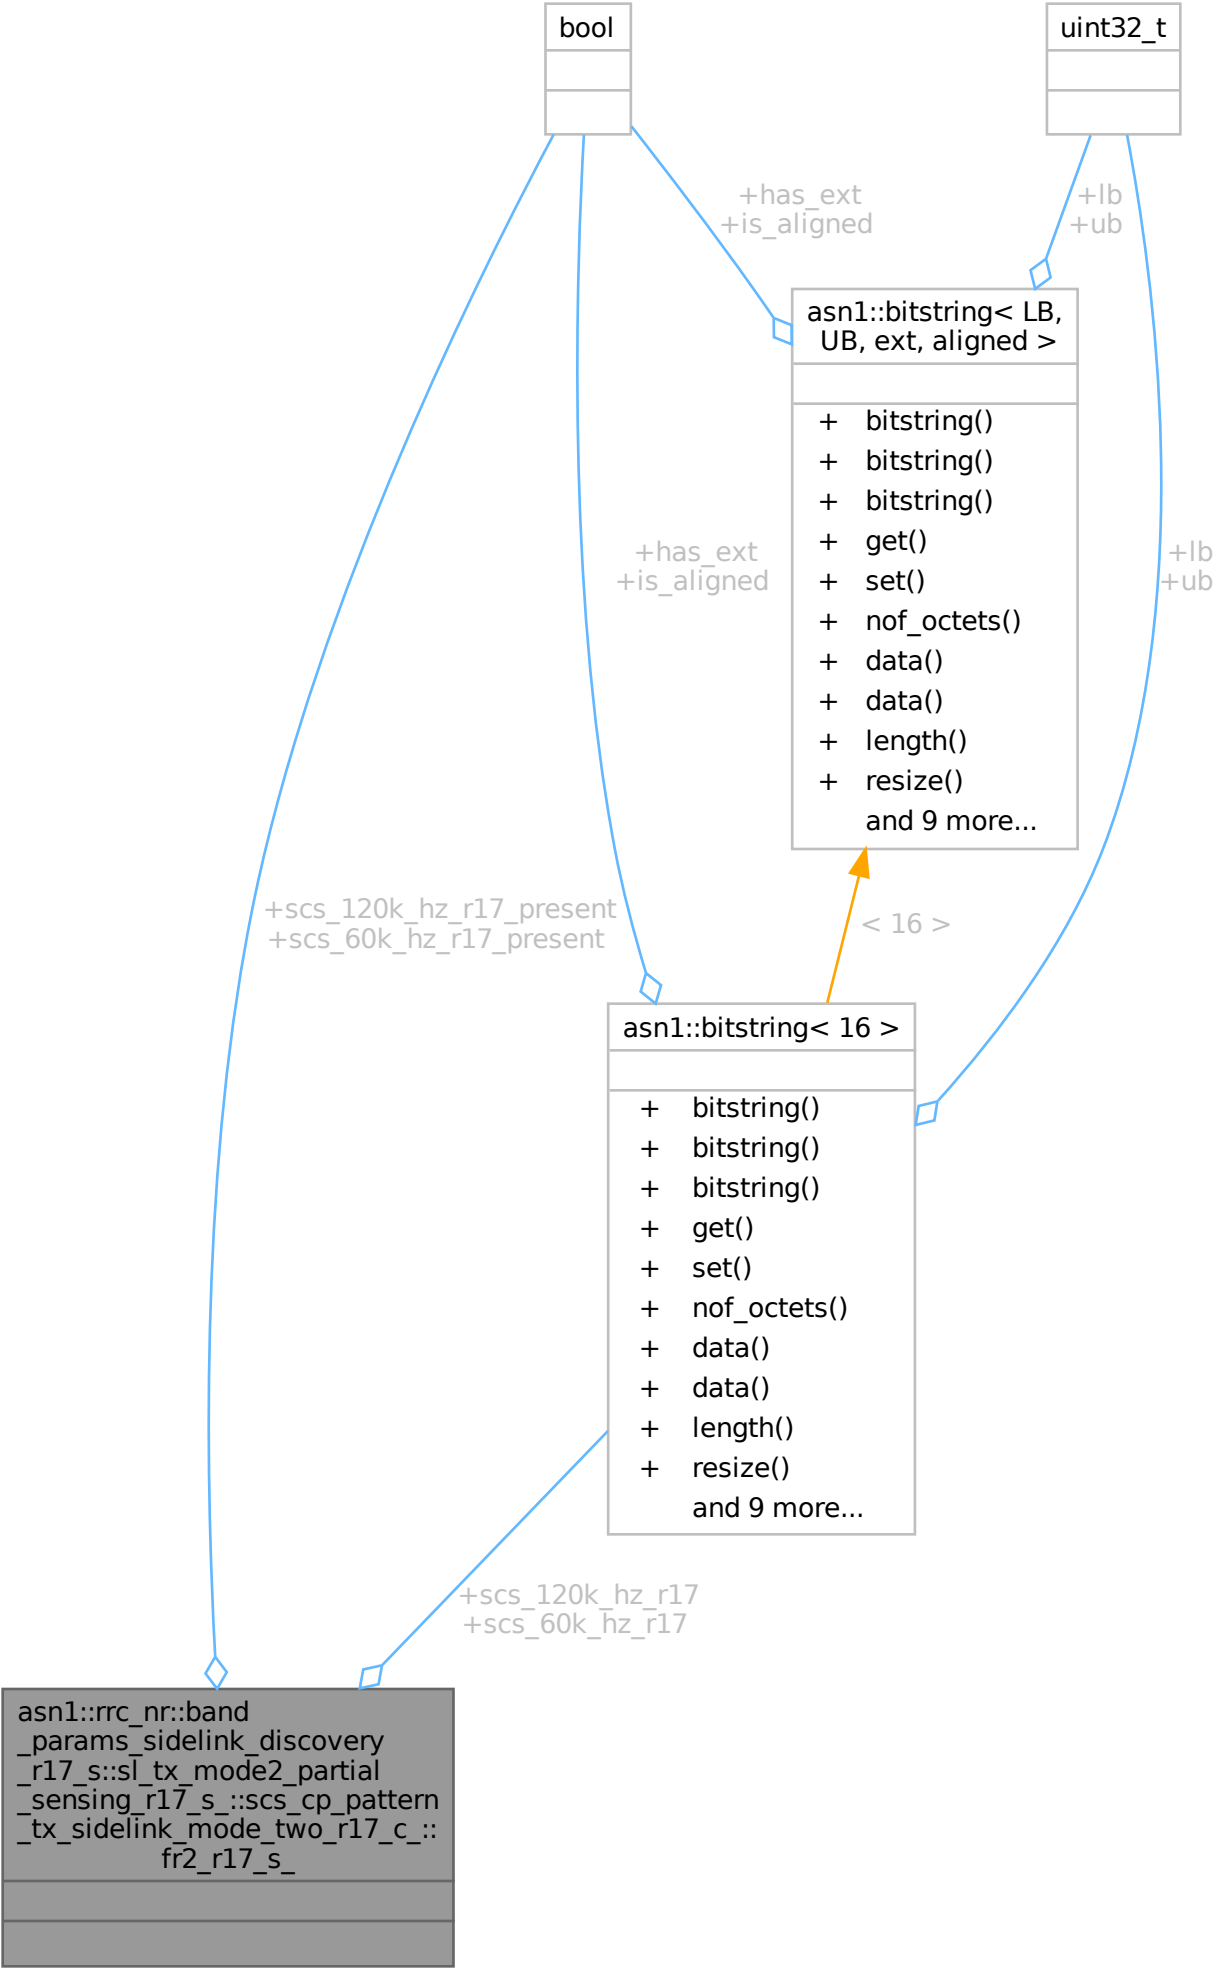 bool
uint32_t
+has_ext
+is_aligned
+lb
+ub
asn1::bitstring< LB,
UB, ext, aligned >
+ bitstring()
+ bitstring()
+ bitstring()
+ get()
+ set()
+ nof_octets()
+ data()
+ data()
+ length()
+ resize()
and 9 more...
+has_ext
+is_aligned
+lb
+ub
+scs_120k_hz_r17_present
+scs_60k_hz_r17_present
< 16 >
asn1::bitstring< 16 >
+ bitstring()
+ bitstring()
+ bitstring()
+ get()
+ set()
+ nof_octets()
+ data()
+ data()
+ length()
+ resize()
and 9 more...
+scs_120k_hz_r17
+scs_60k_hz_r17
asn1::rrc_nr::band
_params_sidelink_discovery
_r17_s::sl_tx_mode2_partial
_sensing_r17_s_::scs_cp_pattern
_tx_sidelink_mode_two_r17_c_::
fr2_r17_s_